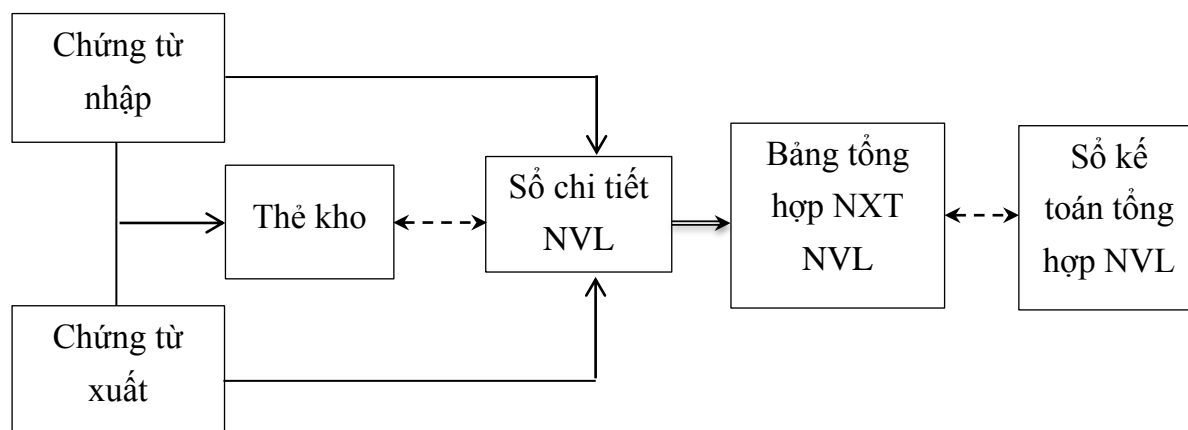 Chứng từ
nhập
Thẻ kho
Sổ chi tiết
NVL
Bảng tổng
hợp NXT
NVL
Sổ kế
toán tổng
hợp NVL
Chứng từ
xuất